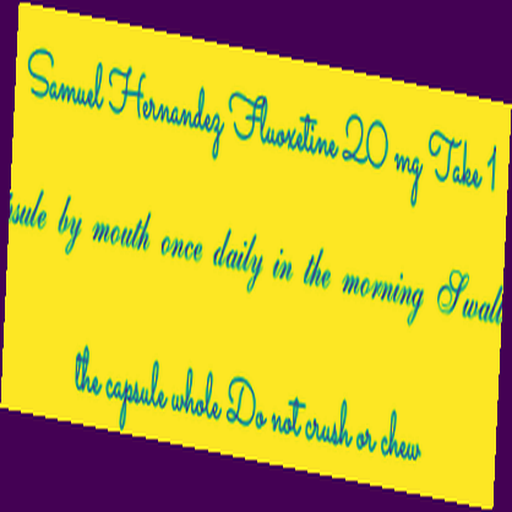 Samuel Hernandez Fluoxetine 20 mg Take 1
by mouth once daily in the morning
the capsule whole Do not crush or chew